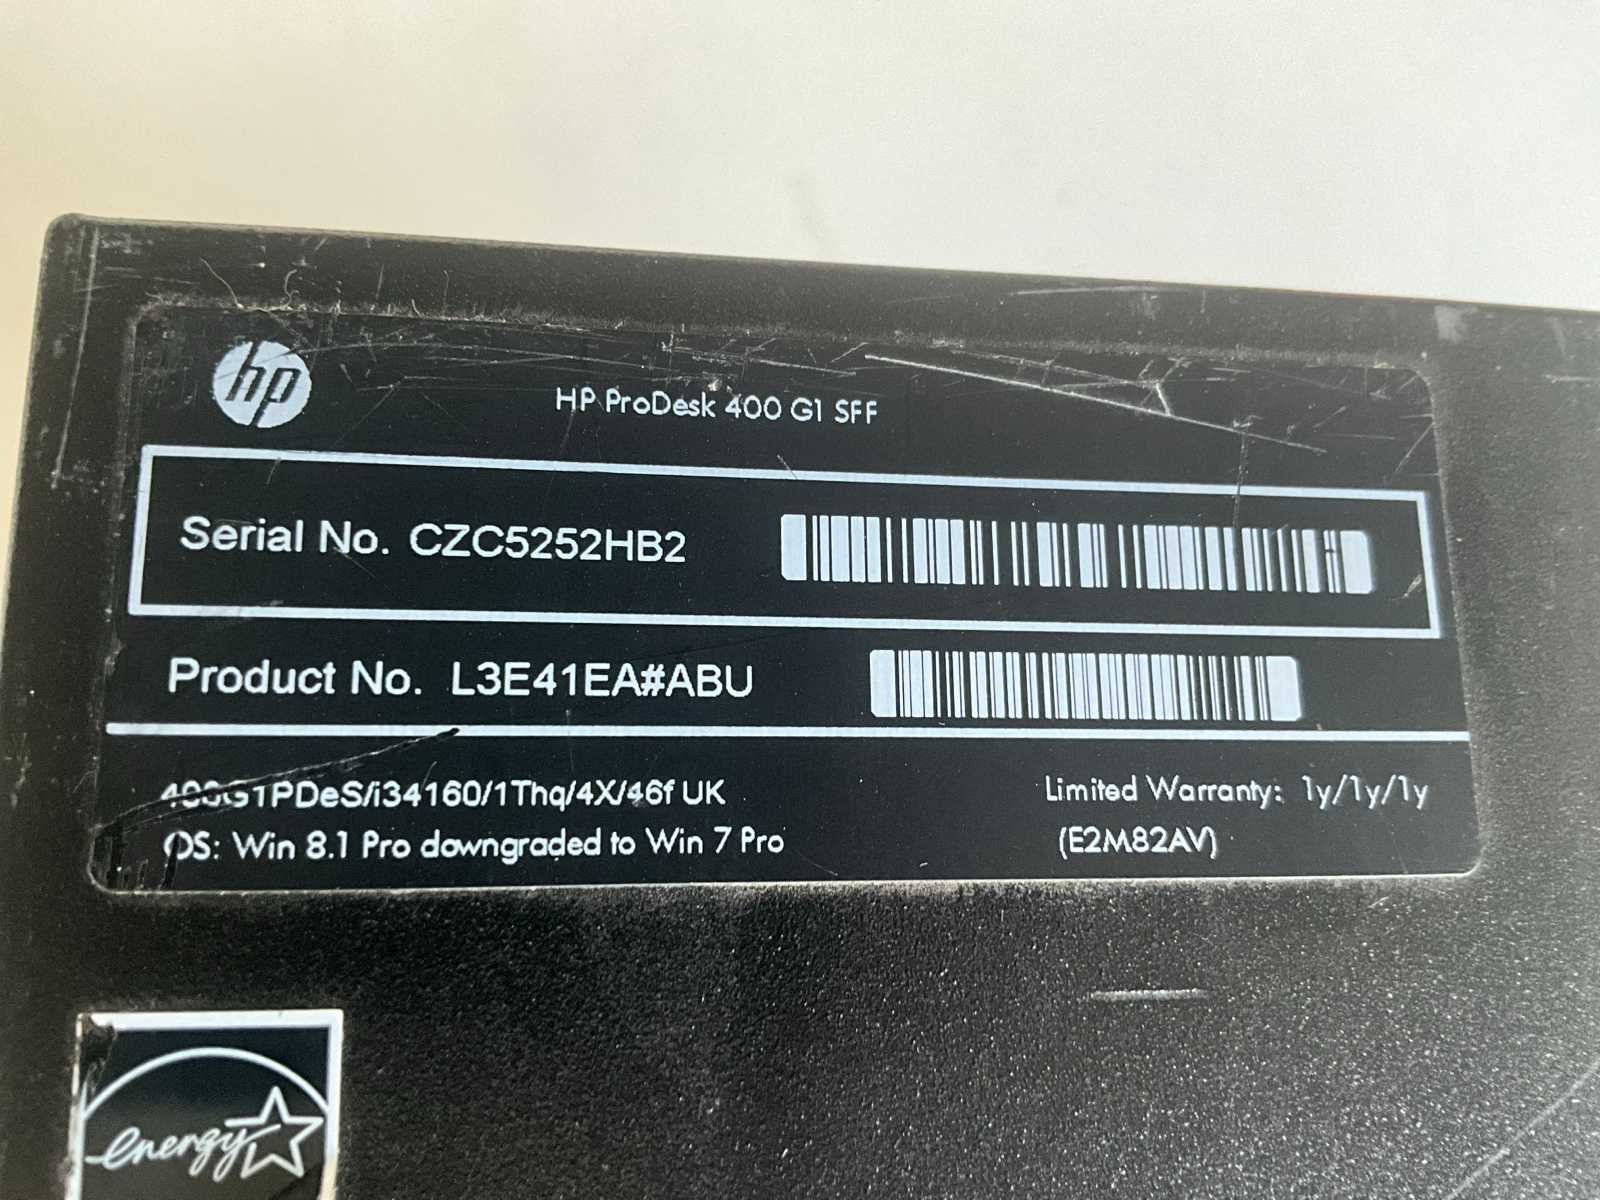 hp
HP ProDesk 400 G1 SFF
Serial No. CZC5252HB2
Product No. L3E41EA#ABU
400G1PDeS/i34160/1Thq/4X/46f UK
Limited Warranty: 1y/1y/1y
OS: Win 8.1 Pro downgraded to Win 7 Pro
(E2M82AV)
energy